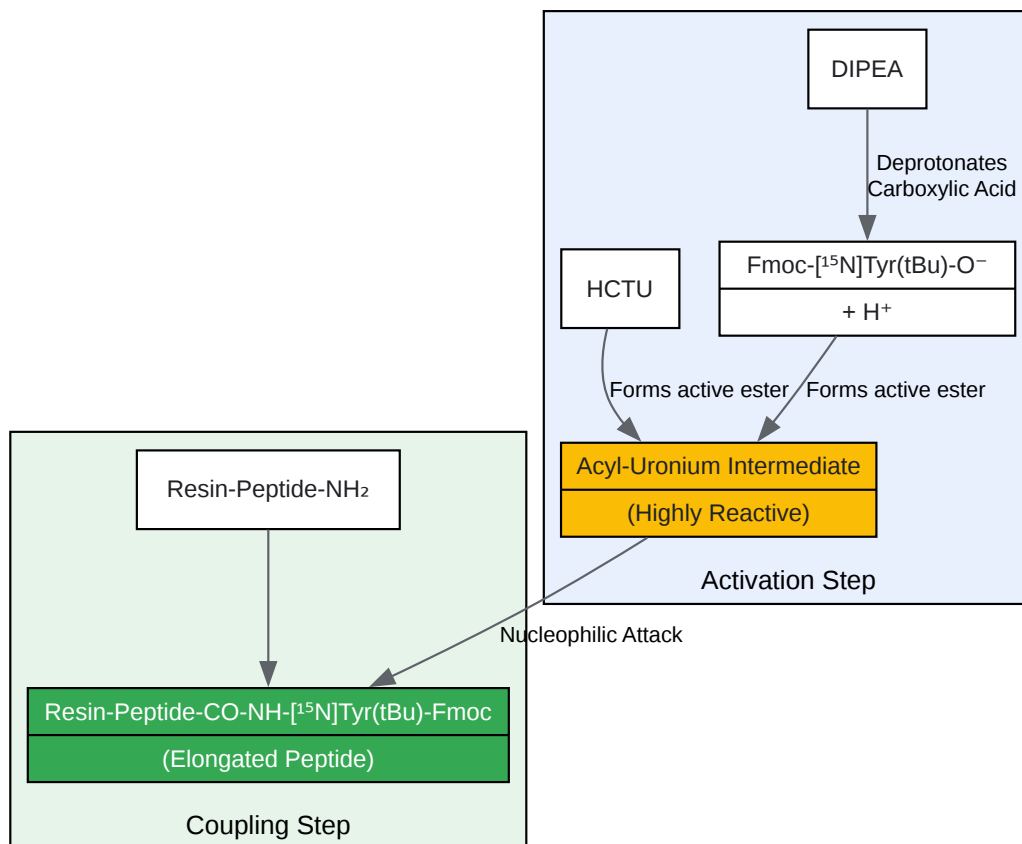 DIPEA
Deprotonates
Carboxylic Acid
HCTU
Fmoc-[¹⁵N]Tyr(tBu)-O⁻
+ H⁺
Forms active ester
Forms active ester
Acyl-Uronium Intermediate
(Highly Reactive)
Activation Step
Resin-Peptide-NH₂
Nucleophilic Attack
Resin-Peptide-CO-NH-[¹⁵N]Tyr(tBu)-Fmoc
(Elongated Peptide)
Coupling Step